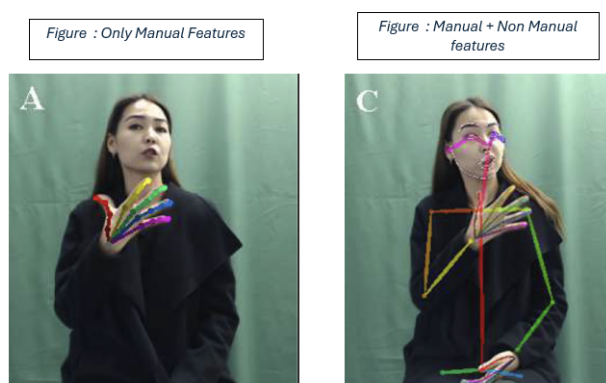 Figure : Only Manual Features
Figure : Manual + Non Manual
features
A
C